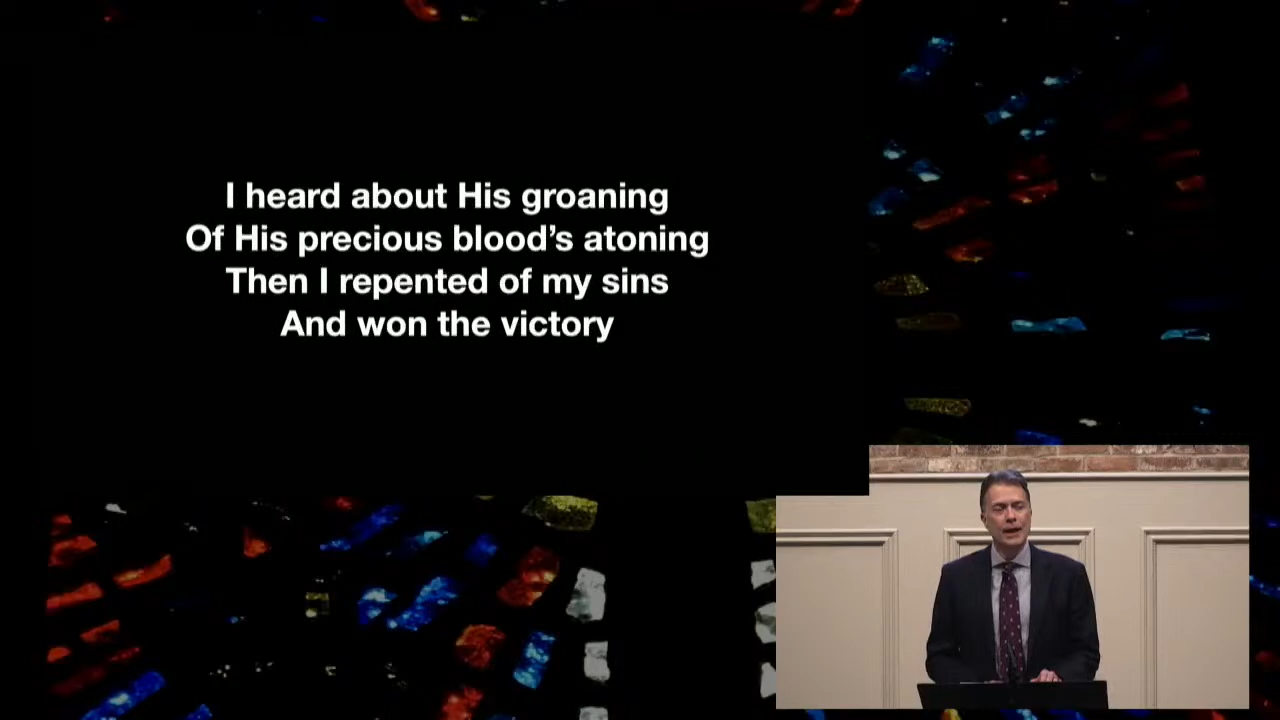 I heard about His groaning
Of His precious blood’s atoning
Then I repented of my sins
And won the victory